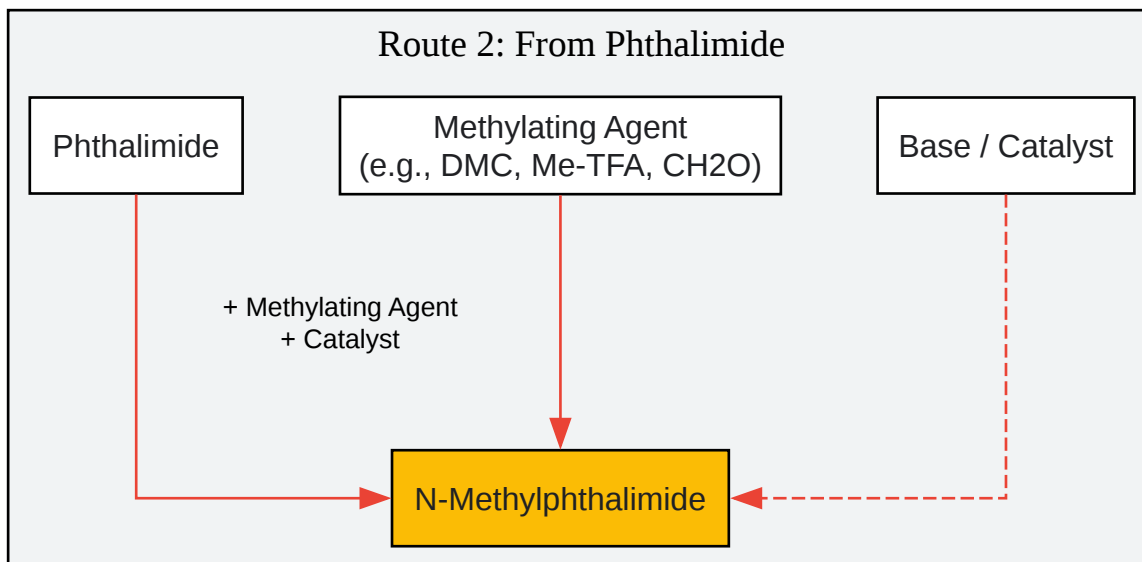 Route 2: From Phthalimide
Phthalimide
Methylating Agent
(e.g., DMC, Me-TFA, CH2O)
Base / Catalyst
+ Methylating Agent
+ Catalyst
N-Methylphthalimide